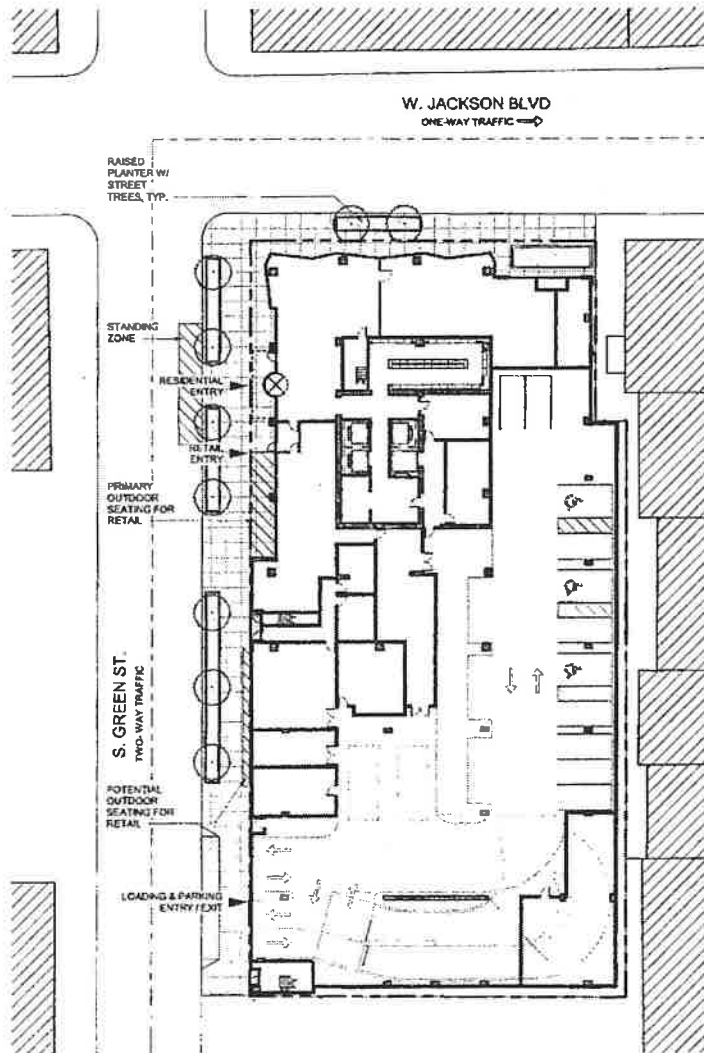 W. JACKSON BLVD
ONE-WAY TRAFFIC
RAISED
PLANTER W/
STREET
TREES, TYP.
STANDING
ZONE
RESIDENTIAL
ENTRY
RETAIL
ENTRY
PRIMARY
OUTDOOR
SEATING FOR
RETAIL
S. GREEN ST.
TWO-WAY TRAFFIC
POTENTIAL
OUTDOOR
SEATING FOR
RETAIL
LOADING & PARKING
ENTRY / EXIT